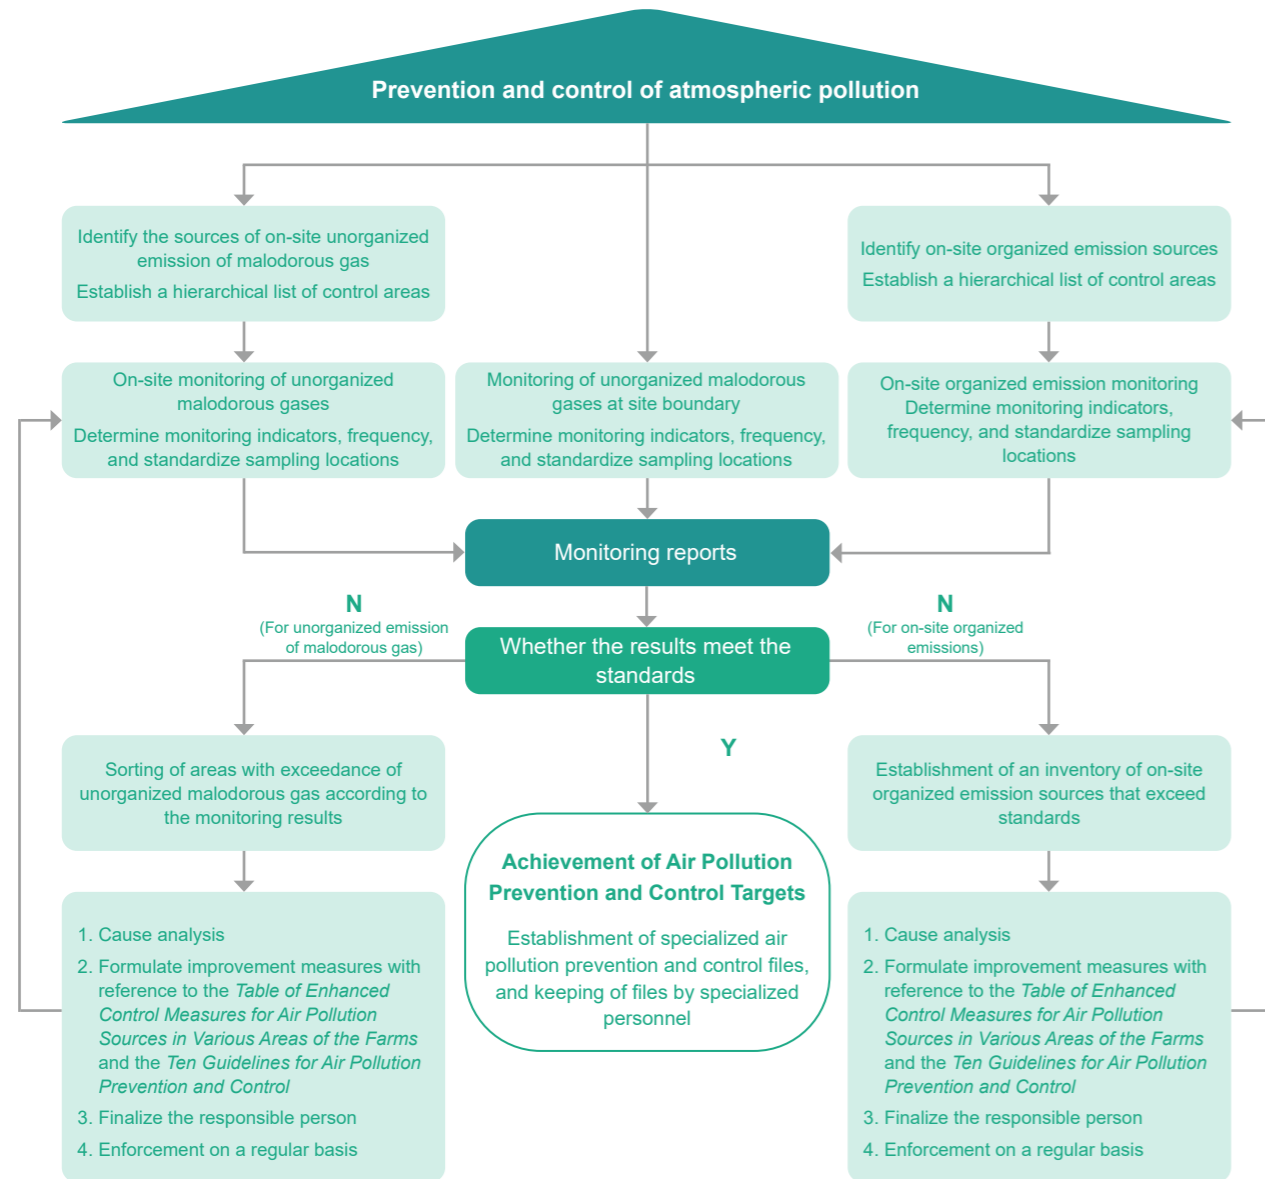 Prevention and control of atmospheric pollution
Identify the sources of on-site unorganized
emission of malodorous gas
Establish a hierarchical list of control areas
Identify on-site organized emission sources
Establish a hierarchical list of control areas
On-site monitoring of unorganized
malodorous gases
Determine monitoring indicators, frequency,
and standardize sampling locations
Monitoring of unorganized malodorous
gases at site boundary
Determine monitoring indicators, frequency,
and standardize sampling locations
On-site organized emission monitoring
Determine monitoring indicators,
frequency, and standardize sampling
locations
Monitoring reports
N
(For unorganized emission
of malodorous gas)
N
(For on-site organized
emissions)
Whether the results meet the
standards
Y
Sorting of areas with exceedance of
unorganized malodorous gas according to
the monitoring results
Establishment of an inventory of on-site
organized emission sources that exceed
standards
Achievement of Air Pollution
Prevention and Control Targets
Establishment of specialized air
pollution prevention and control files,
and keeping of files by specialized
personnel
1. Cause analysis
2. Formulate improvement measures with
reference to the Table of Enhanced
Control Measures for Air Pollution
Sources in Various Areas of the Farms
and the Ten Guidelines for Air Pollution
Prevention and Control
3. Finalize the responsible person
4. Enforcement on a regular basis
1. Cause analysis
2. Formulate improvement measures with
reference to the Table of Enhanced
Control Measures for Air Pollution
Sources in Various Areas of the Farms
and the Ten Guidelines for Air Pollution
Prevention and Control
3. Finalize the responsible person
4. Enforcement on a regular basis